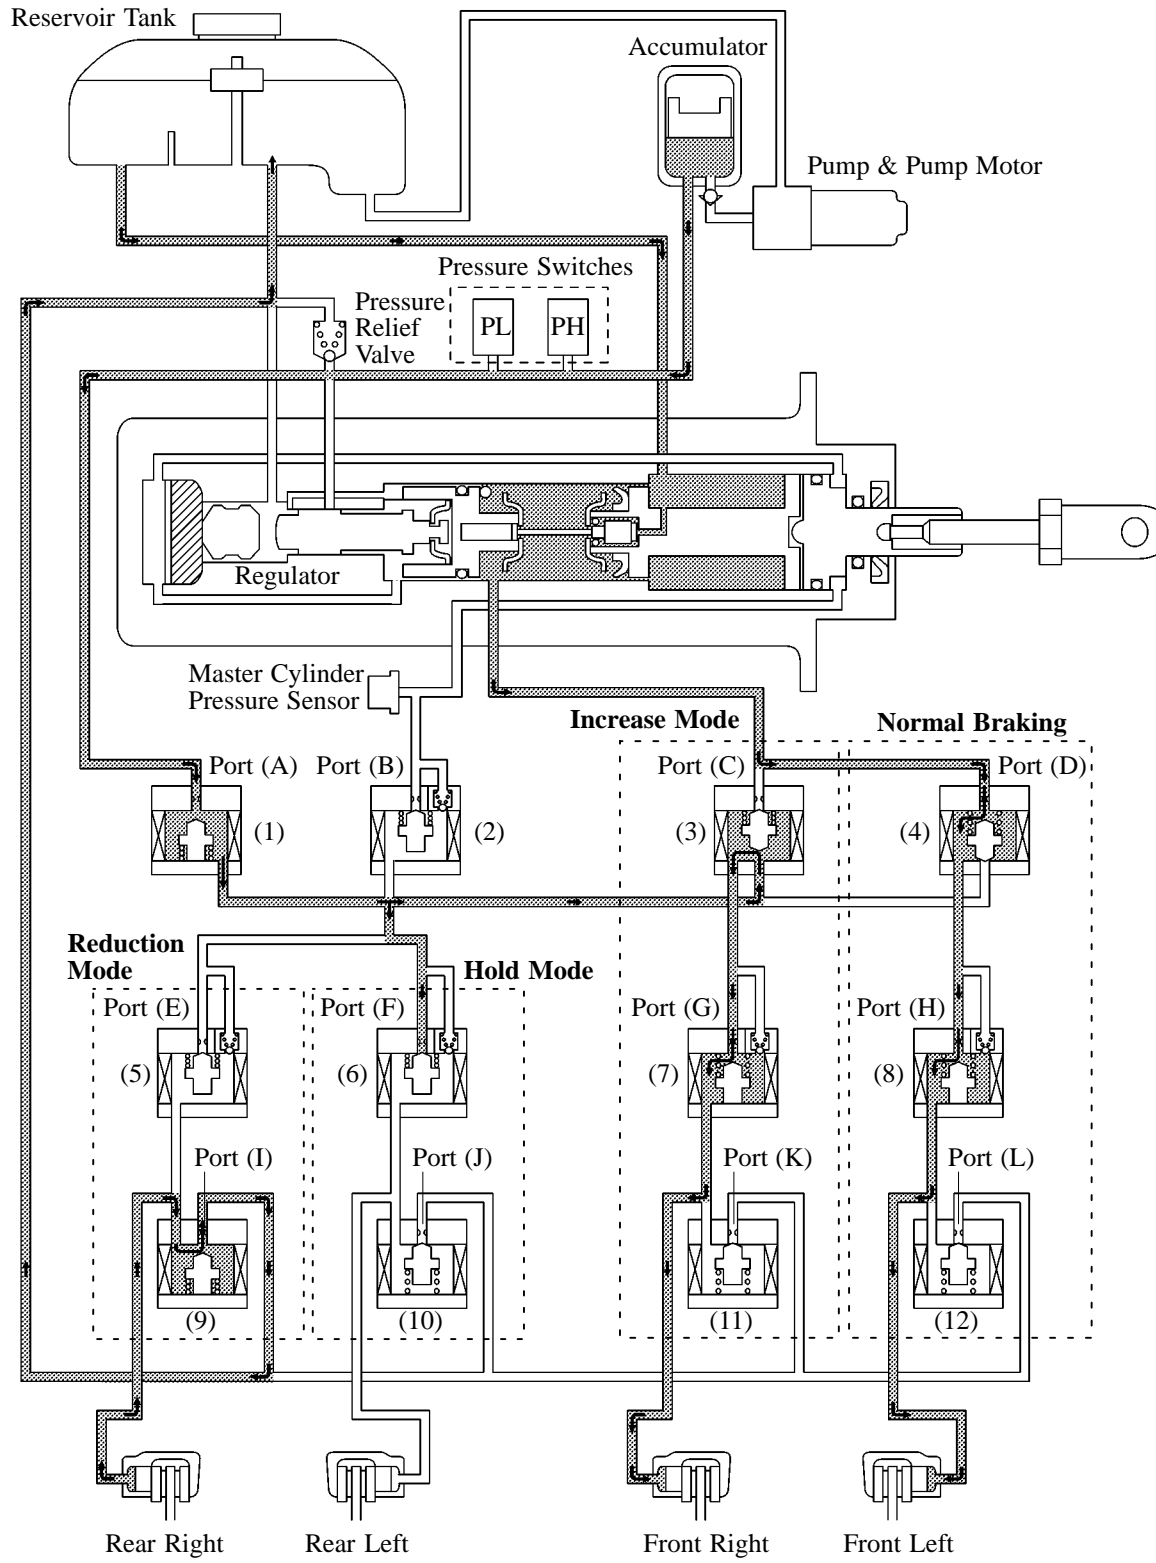 Reservoir Tank
Accumulator
Pump & Pump Motor
Pressure Switches
Pressure
Relief
Valve
PL
PH
Regulator
Master Cylinder
Pressure Sensor
Increase Mode
Normal Braking
Port (A)
Port (B)
Port (C)
Port (D)
(1)
(2)
(3)
(4)
Reduction
Mode
Hold Mode
Port (E)
Port (F)
Port (G)
Port (H)
(5)
(6)
(7)
(8)
Port (I)
Port (J)
Port (K)
Port (L)
(9)
(10)
(11)
(12)
Rear Right
Rear Left
Front Right
Front Left